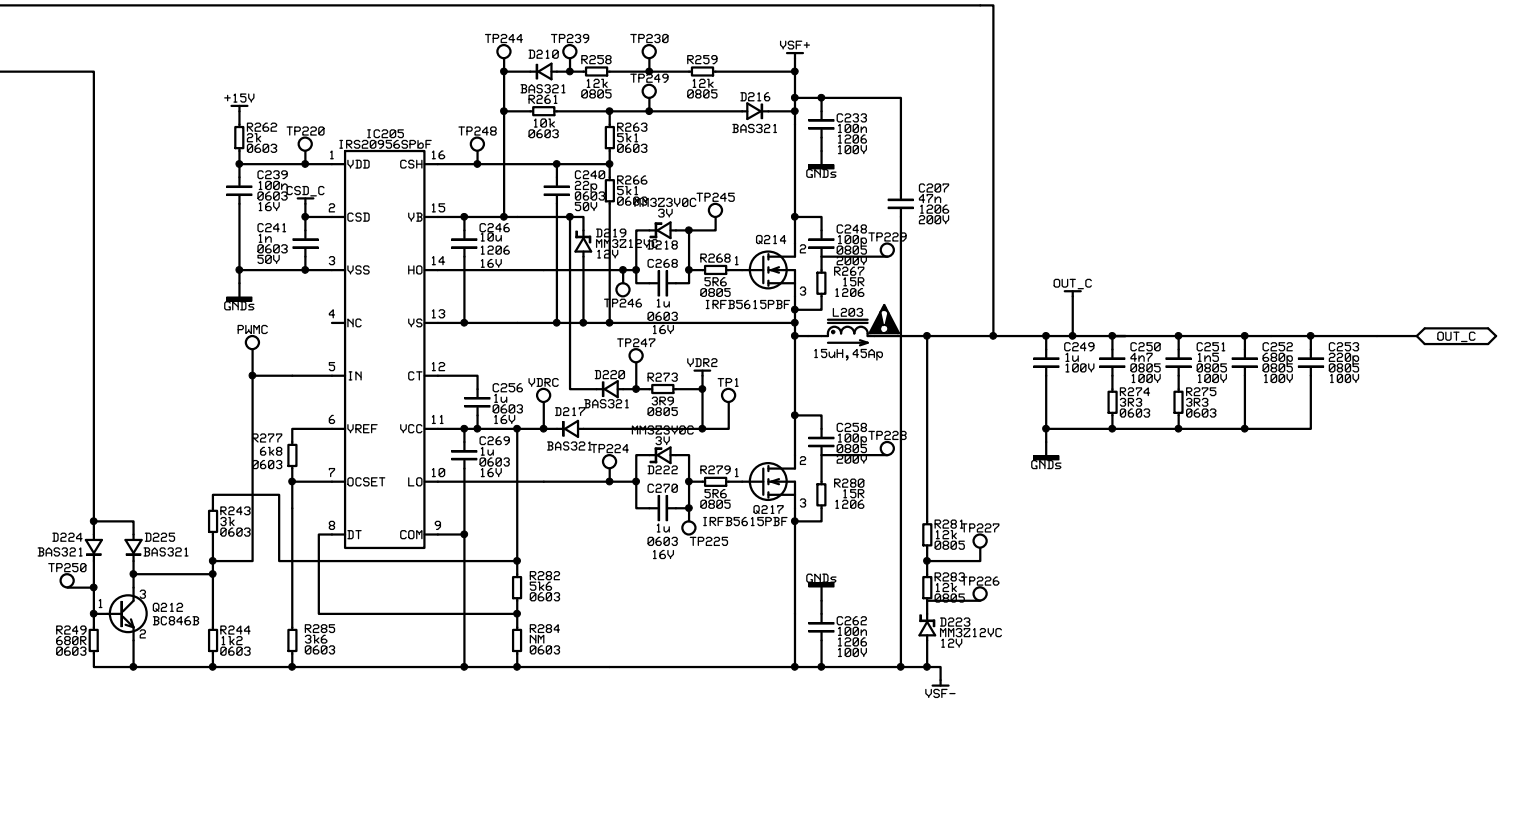 TP244
TP239
TP230
VSF+
D210
R258
R259
TP249
12k
0805
12k
0805
BAS321
R261
10k
0603
D216
BAS321
+15V
R262
2k
0603
TP220
IC205
IRS20956SPbF
TP248
R263
5k1
0603
C233
100n
1206
100V
GNDs
1
VDD
CSH
16
C239
100n
0603
16V
CSD_C
C240
22p
0603
50V
R266
5k1
0603
MM3Z3V0C
3V
TP245
C207
47n
1206
200V
2
CSD
VB
15
C241
1n
0603
50V
C246
10u
1206
16V
D219
MM3Z12VC
12V
D218
Q214
2
C248
100p
0805
200V
TP229
3
VSS
HO
14
C268
1u
0603
16V
R268
5R6
0805
1
3
IRFB5615PBF
R267
15R
1206
GNDs
TP246
OUT_C
4
NC
VS
13
L203
15uH,45Ap
PWMC
TP247
VDR2
C249
1u
100V
C250
4n7
0805
100V
C251
1n5
0805
100V
C252
680p
0805
100V
C253
220p
0805
100V
OUT_C
5
IN
CT
12
C256
1u
0603
16V
VDRC
D220
BAS321
R273
3R9
0805
TP1
R274
3R3
0603
R275
3R3
0603
D217
BAS321
6
VREF
VCC
11
R277
6k8
0603
C269
1u
0603
16V
TP224
MM3Z3V0C
3V
D222
C258
100p
0805
200V
TP228
GNDs
7
OCSET
LO
10
C270
1u
0603
16V
R279
5R6
0805
1
2
3
Q217
IRFB5615PBF
R280
15R
1206
R243
3k
0603
8
DT
COM
9
TP225
R281
12k
0805
TP227
D224
BAS321
D225
BAS321
TP250
R282
5k6
0603
GNDs
R283
12k
0805
TP226
1
3
2
Q212
BC846B
R249
680R
0603
R244
1k2
0603
R285
3k6
0603
R284
NM
0603
C262
100n
1206
100V
D223
MM3Z12VC
12V
VSF-